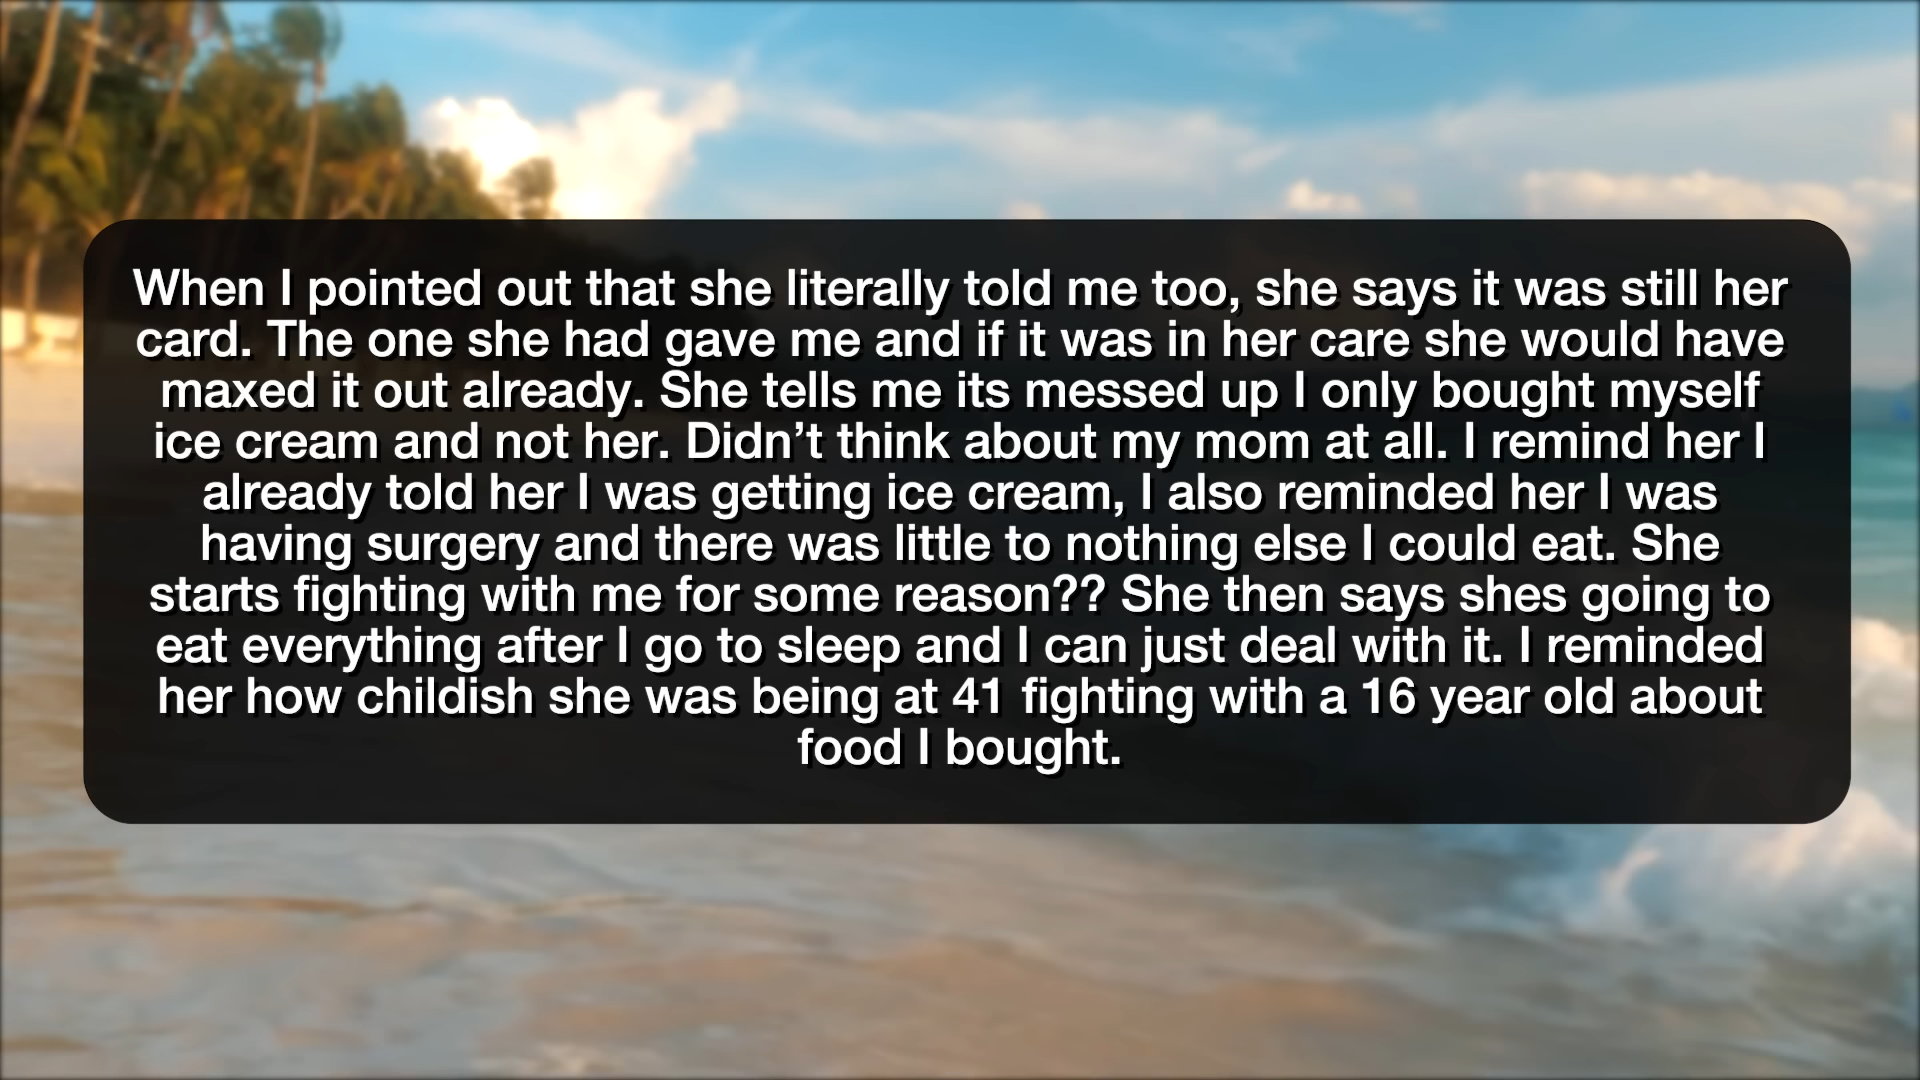 When I pointed out that she literally told me too, she says it was still her
card. The one she had gave me and if it was in her care she would have
maxed it out already. She tells me its messed up I only bought myself
ice cream and not her. Didn’t think about my mom at all. I remind her I
already told her I was getting ice cream, I also reminded her I was
having surgery and there was little to nothing else I could eat. She
starts fighting with me for some reason?? She then says shes going to
eat everything after I go to sleep and I can just deal with it. I reminded
her how childish she was being at 41 fighting with a 16 year old about
food I bought.